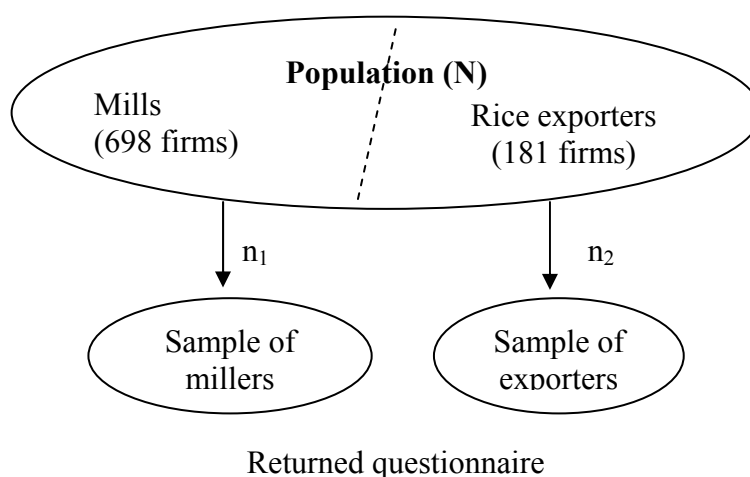 Population (N)
Mills
(698 firms)
Rice exporters
(181 firms)
n₁
n₂
Sample of
millers
Sample of
exporters
Returned questionnaire